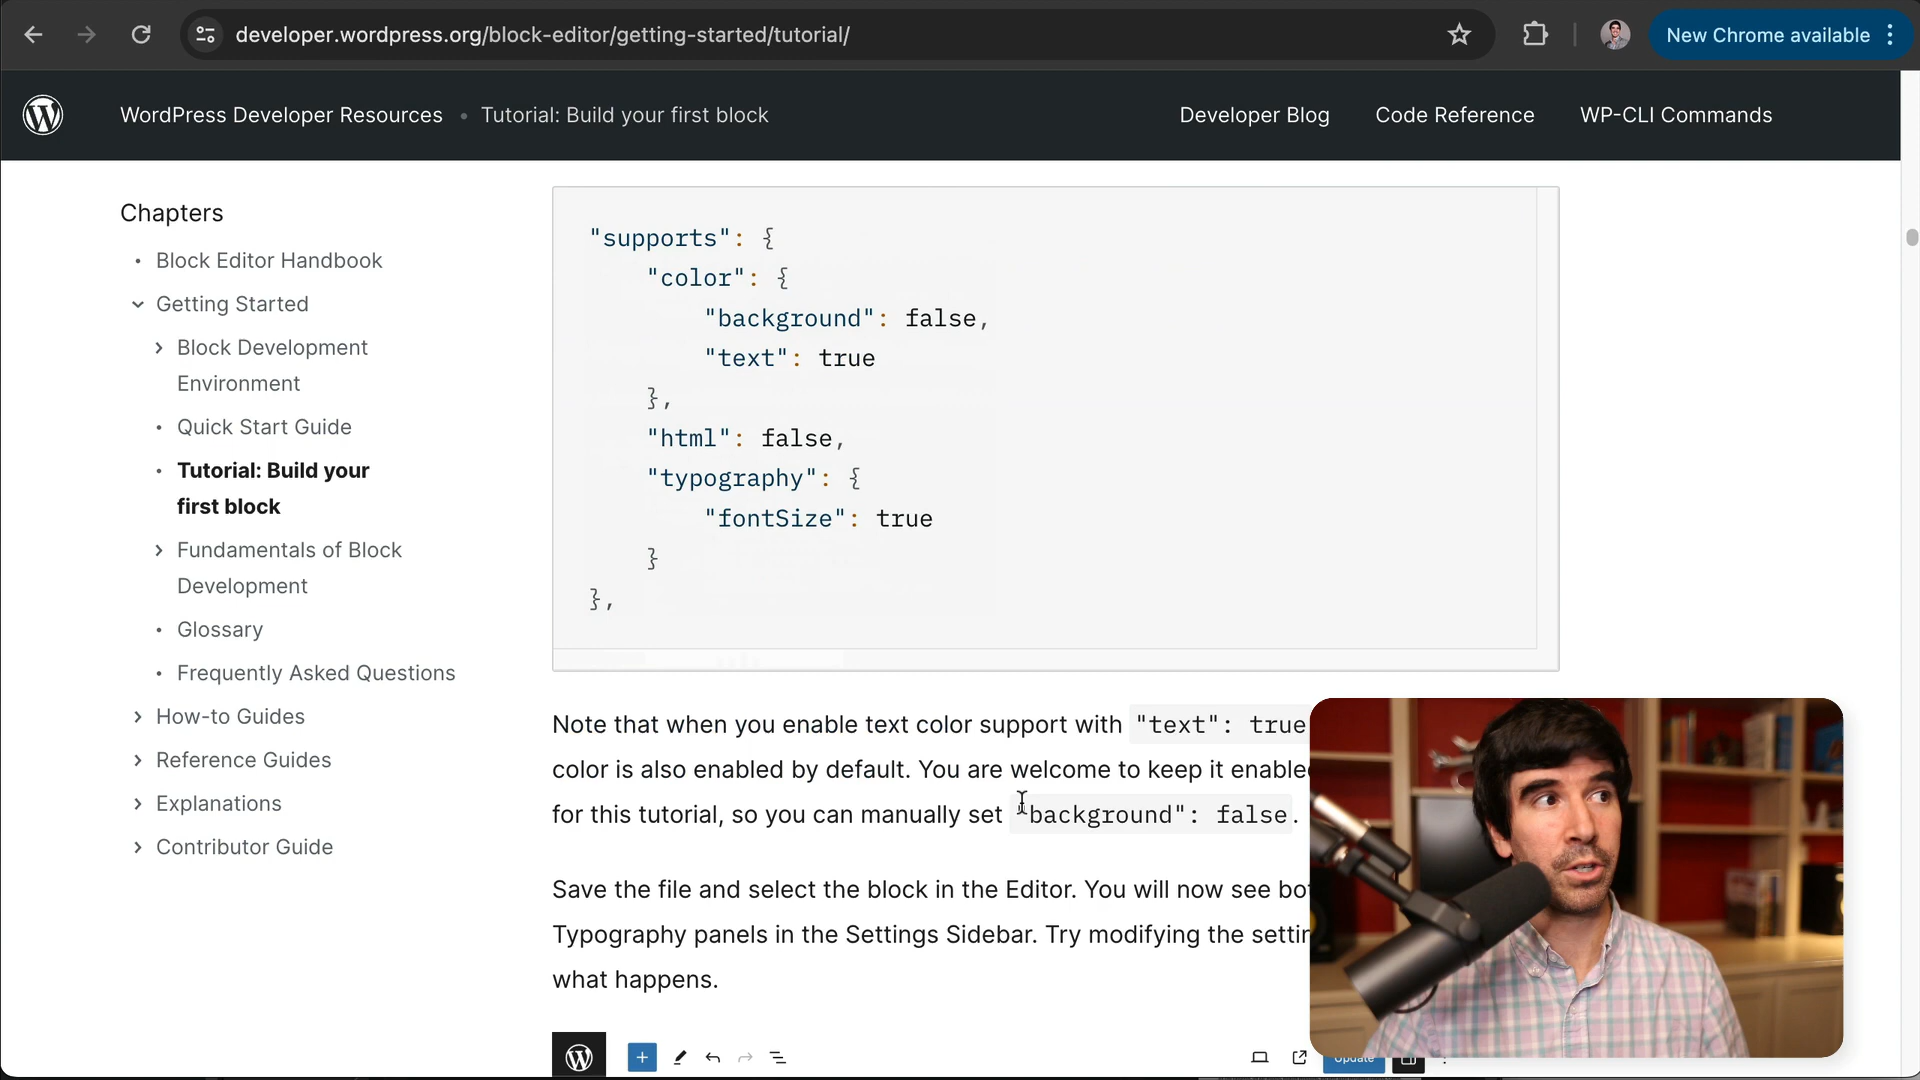 developer.wordpress.org/block-editor/getting-started/tutorial/
New Chrome available
WordPress Developer Resources • Tutorial: Build your first block
Developer Blog
Code Reference
WP-CLI Commands
Chapters
• Block Editor Handbook
Getting Started
Block Development
Environment
• Quick Start Guide
• Tutorial: Build your
first block
Fundamentals of Block
Development
• Glossary
• Frequently Asked Questions
How-to Guides
Reference Guides
Explanations
Contributor Guide
"supports": {
"color": {
"background": false,
"text": true
},
"html": false,
"typography": {
"fontSize": true
}
},
Note that when you enable text color support with "text": true
color is also enabled by default. You are welcome to keep it enabled
for this tutorial, so you can manually set "background": false.
Save the file and select the block in the Editor. You will now see
Typography panels in the Settings Sidebar. Try modifying the
what happens.
Update